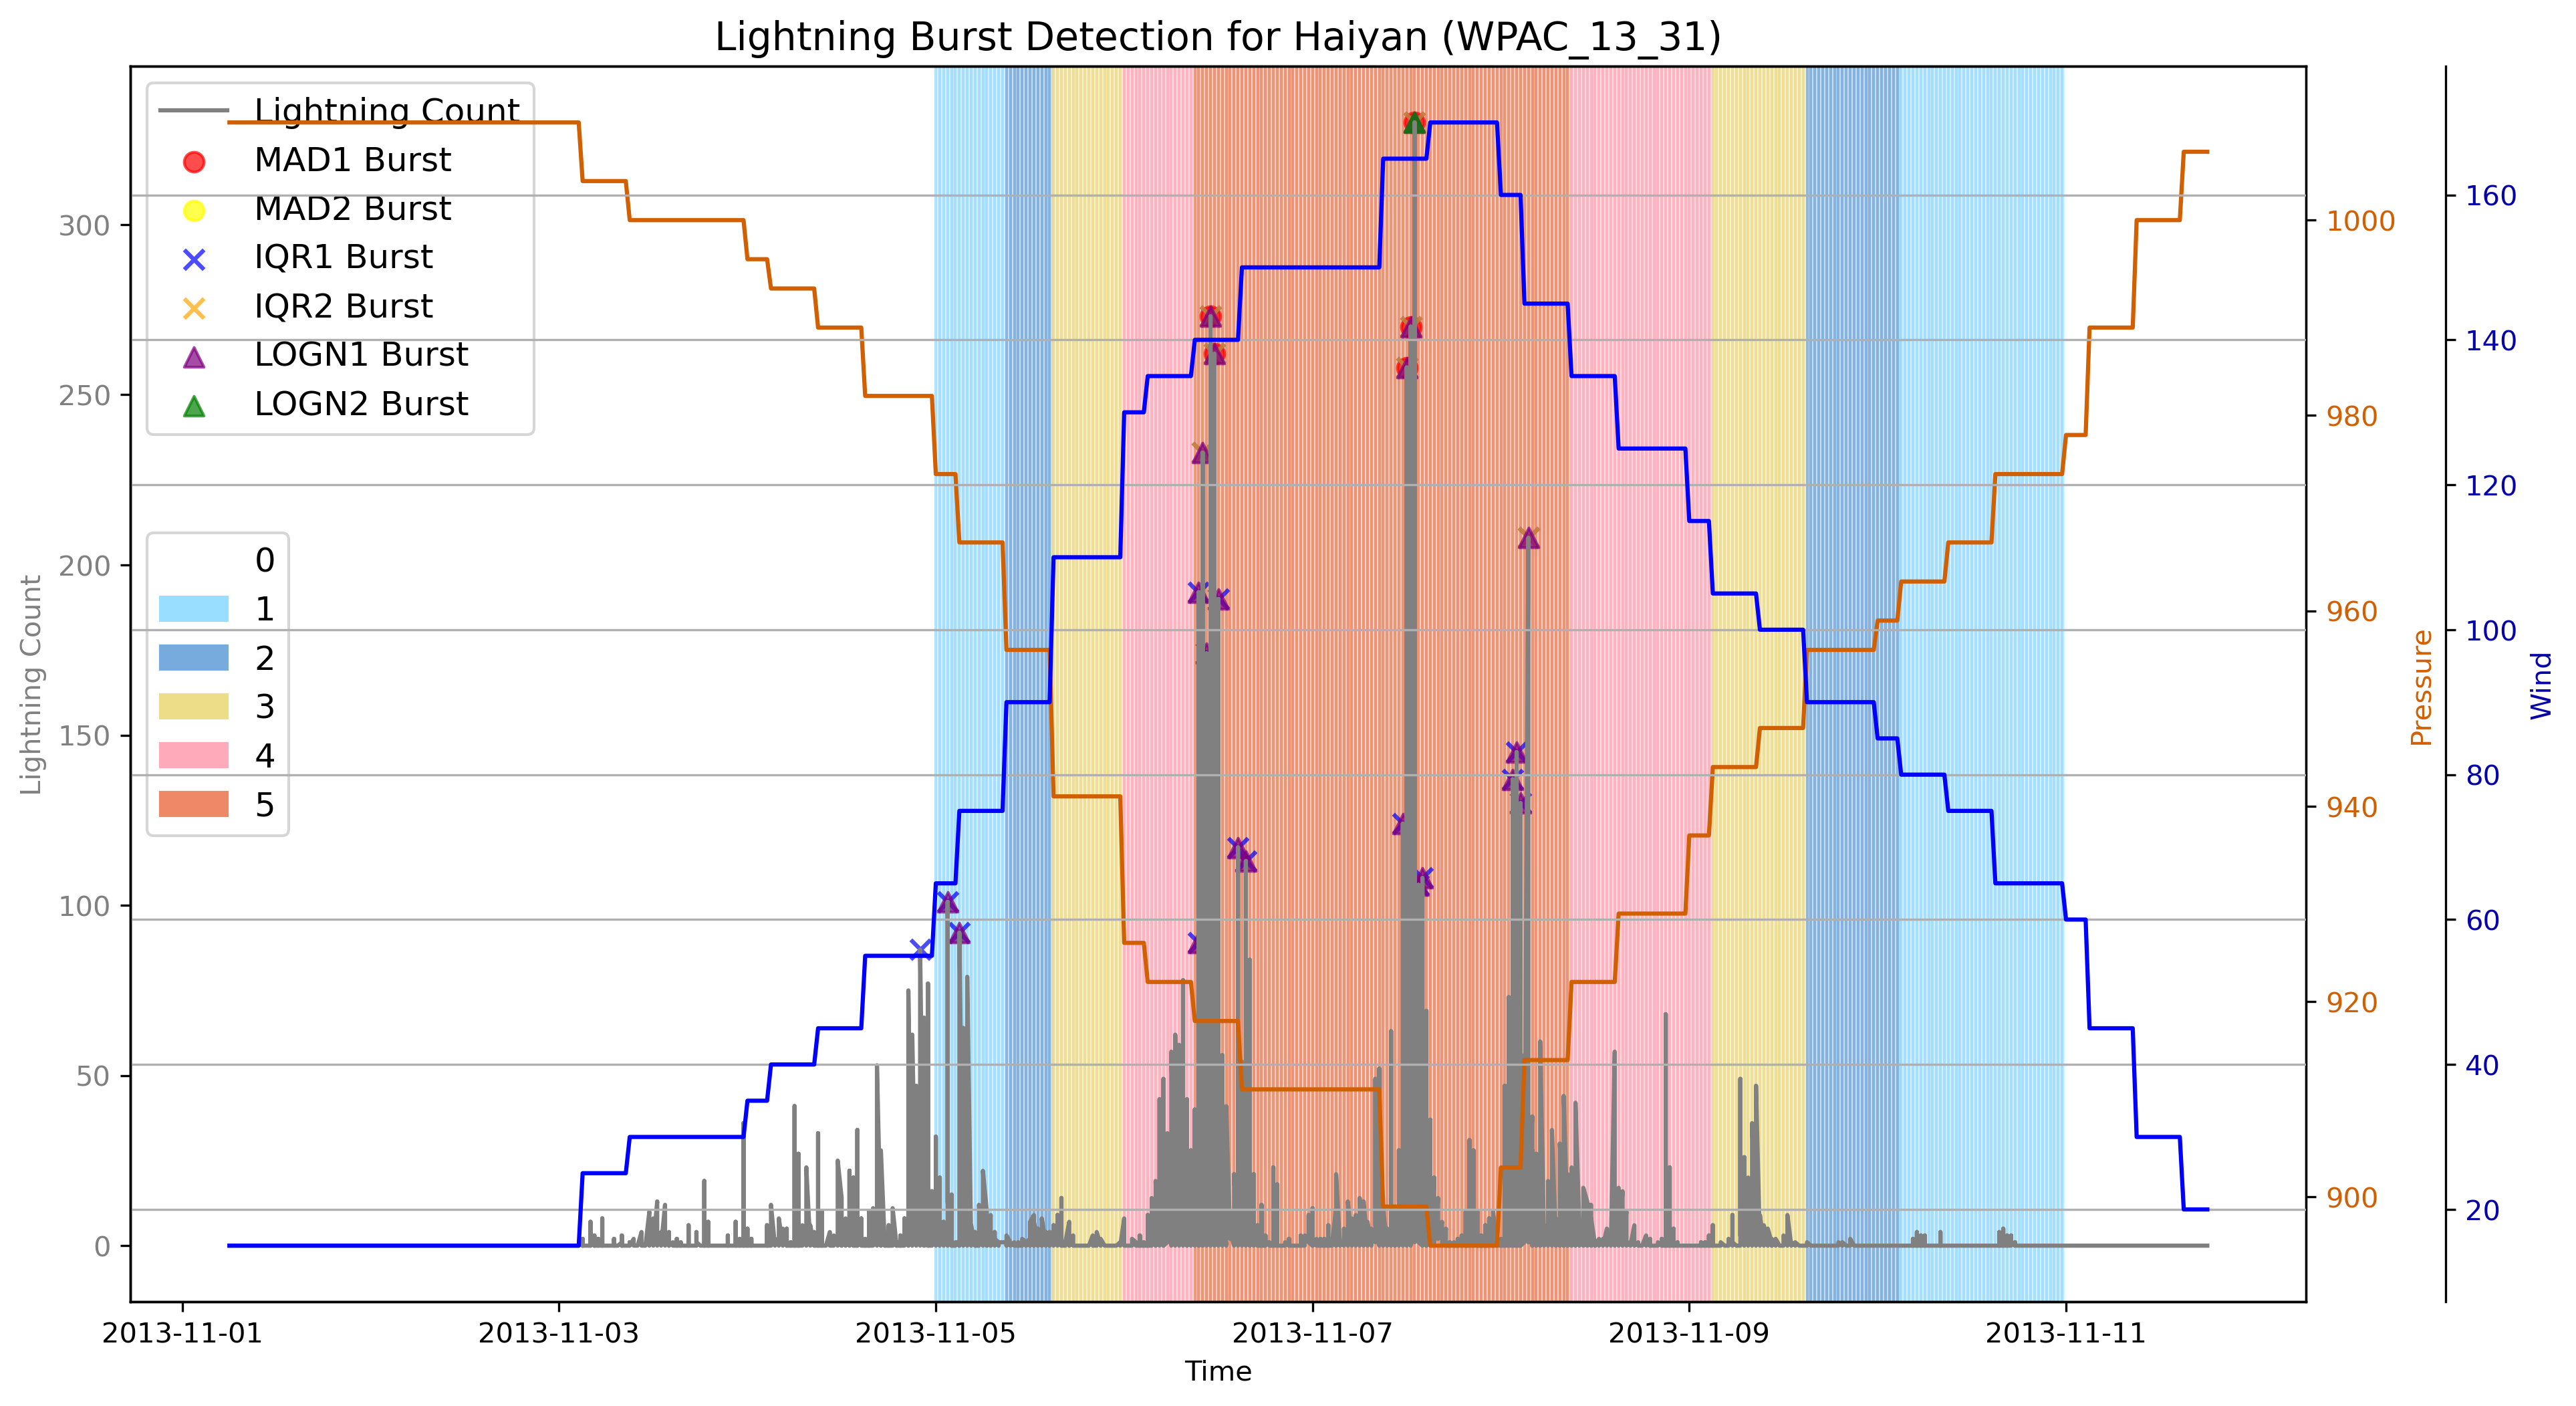 Lightning Burst Detection for Haiyan (WPAC_13_31)
Lightning Count
MAD1 Burst
MAD2 Burst
IQR1 Burst
IQR2 Burst
LOGN1 Burst
LOGN2 Burst
0
1
2
3
4
5
Lightning Count
300
250
200
150
100
50
0
2013-11-01
2013-11-03
2013-11-05
2013-11-07
2013-11-09
2013-11-11
Time
1000
980
960
940
920
900
Pressure
160
140
120
100
80
60
40
20
Wind